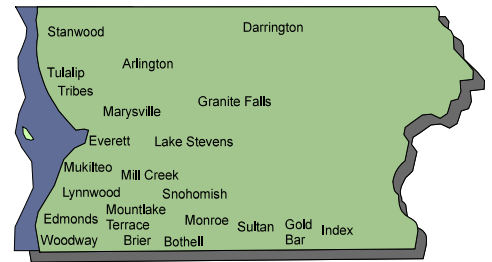 Stanwood
Darrington
Arlington
Tulalip
Tribes
Granite Falls
Marysville
Everett
Lake Stevens
Mukilteo
Mill Creek
Lynnwood
Snohomish
Mountlake
Terrace
Edmonds
Monroe
Sultan
Gold
Bar
Index
Woodway
Brier
Bothell